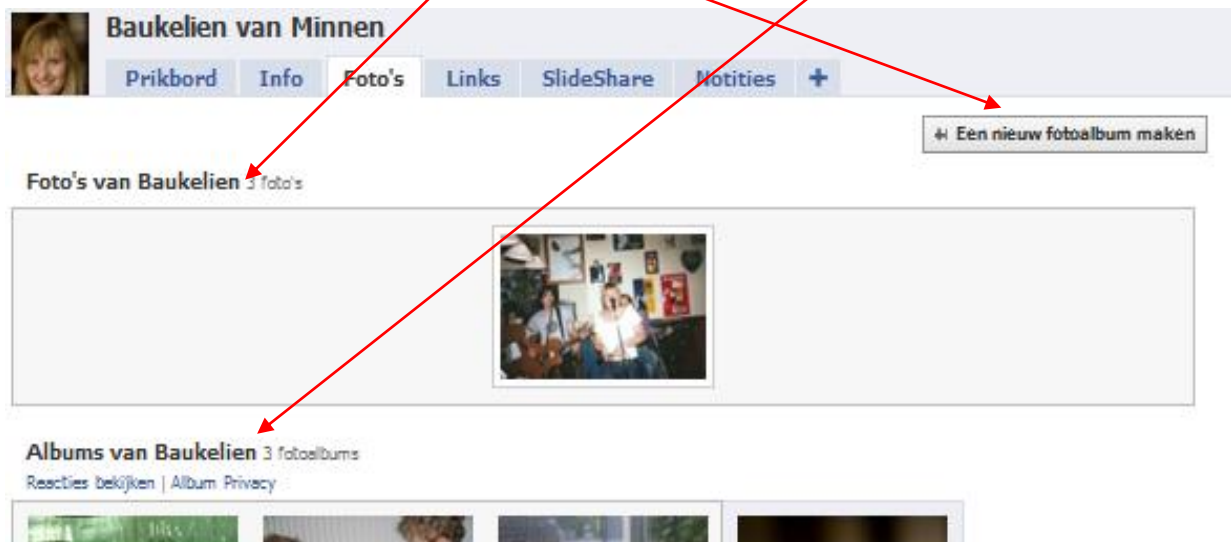 Baukelien van Minnen
Prikbord Info Foto's Links SlideShare Notities +
Een nieuw fotoalbum maken
Foto's van Baukelien 3 foto's
Albums van Baukelien 3 fotoalbums
Reacties bekijken | Album Privacy